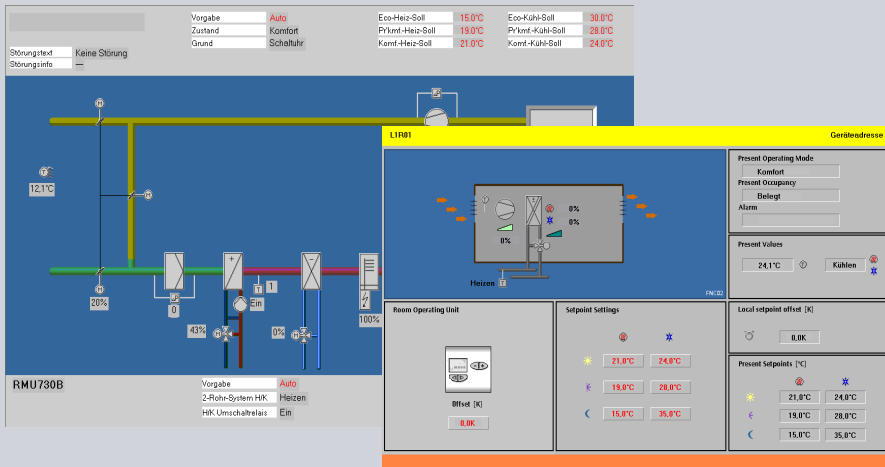 Vorgabe Auto Eco-Heiz-Soll 15.0°C Eco-Kühl-Soll 30.0°C
Zustand Komfort Pr'kmf.-Heiz-Soll 19.0°C Pr'kmf.-Kühl-Soll 28.0°C
Grund Schaltuhr Komf.-Heiz-Soll 21.0°C Komf.-Kühl-Soll 24.0°C
Störungstext Keine Störung
Störungsinfo —
12,1°C
20%
0
43%
+
Ein
T 1
0%
−
100%
RMU730B
Vorgabe Auto
2-Rohr-System H/K Heizen
H/K Umschaltrelais Ein
L1R01 Geräteadresse
0%
0%
0%
Heizen T
FNC02
Present Operating Mode
Komfort
Present Occupancy
Belegt
Alarm
Present Values
24,1°C Kühlen
Room Operating Unit
Offset [K]
0,0K
Setpoint Settings
21,0°C 24,0°C
19,0°C 28,0°C
15,0°C 35,0°C
Local setpoint offset [K]
0,0K
Present Setpoints [°C]
21,0°C 24,0°C
19,0°C 28,0°C
15,0°C 35,0°C